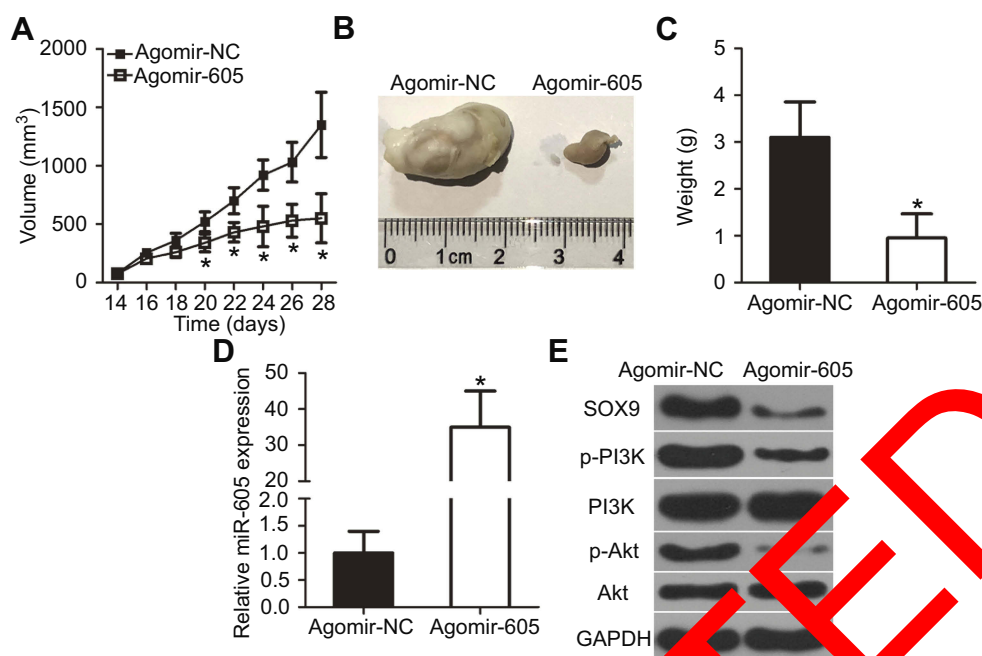 A
2000
1500
1000
500
0
Volume (mm³)
Agomir-NC
Agomir-605
* * * * *
14 16 18 20 22 24 26 28
Time (days)
B
Agomir-NC Agomir-605
0 1cm 2 3 4
C
5
4
3
2
1
0
Weight (g)
*
Agomir-NC Agomir-605
D
50
40
30
20
2.0
1.5
1.0
0.5
0.0
Relative miR-605 expression
*
Agomir-NC Agomir-605
E
Agomir-NC Agomir-605
SOX9
p-PI3K
PI3K
p-Akt
Akt
GAPDH
TED